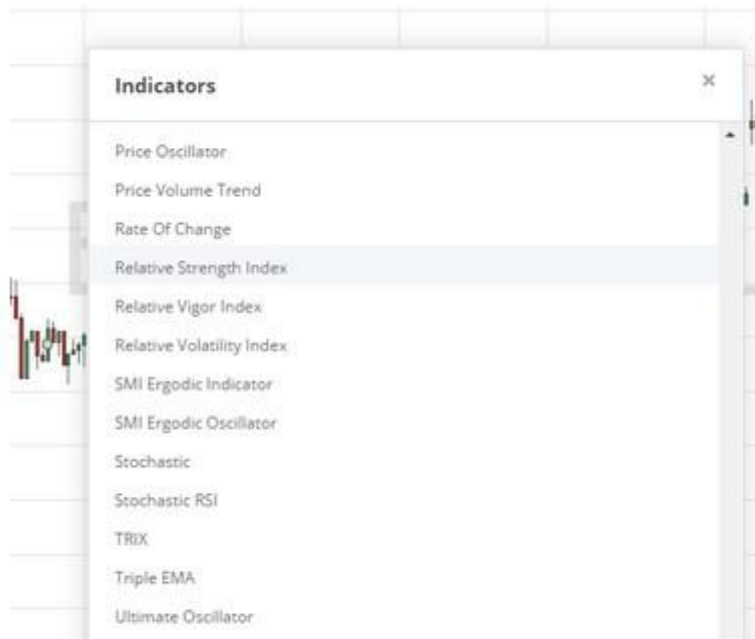 Indicators
×
Price Oscillator
Price Volume Trend
Rate Of Change
Relative Strength Index
Relative Vigor Index
Relative Volatility Index
SMI Ergodic Indicator
SMI Ergodic Oscillator
Stochastic
Stochastic RSI
TRIX
Triple EMA
Ultimate Oscillator